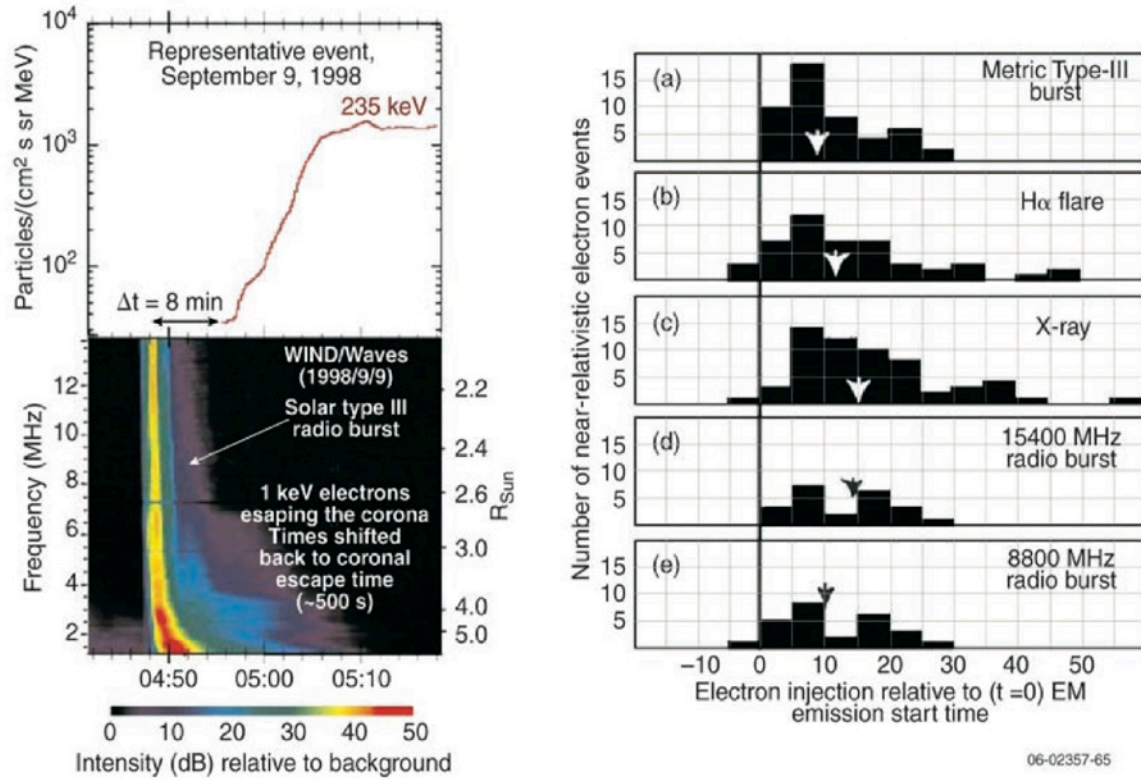 Representative event,
September 9, 1998
235 keV
Δt = 8 min
Particles/(cm² s sr MeV)
10⁴
10³
10²
WIND/Waves
(1998/9/9)
Solar type III
radio burst
1 keV electrons
esaping the corona
Times shifted
back to coronal
escape time
(~500 s)
Frequency (MHz)
12
10
8
6
4
2
2.2
2.4
2.6
3.0
4.0
5.0
R_Sun
04:50 05:00 05:10
0 10 20 30 40 50
Intensity (dB) relative to background
Number of near-relativistic electron events
(a)
Metric Type-III
burst
15
10
5
(b)
Hα flare
15
10
5
(c)
X-ray
15
10
5
(d)
15400 MHz
radio burst
15
10
5
(e)
8800 MHz
radio burst
15
10
5
−10 0 10 20 30 40 50
Electron injection relative to (t =0) EM
emission start time
06-02357-65